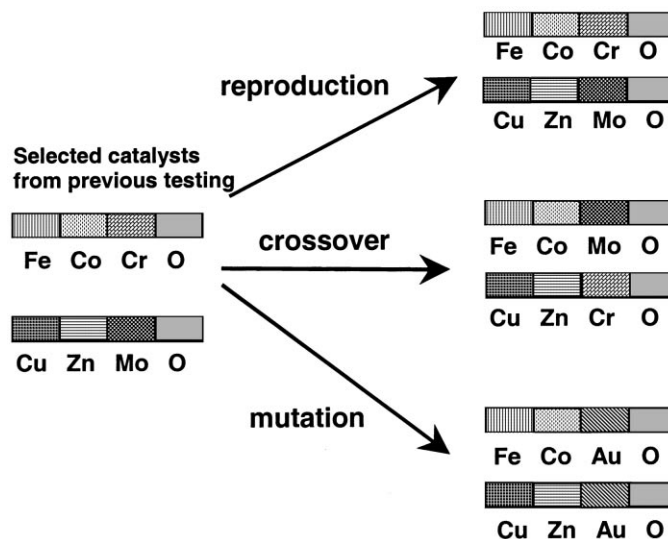 Fe Co Cr O
reproduction
Cu Zn Mo O
Selected catalysts
from previous testing
Fe Co Cr O
crossover
Fe Co Mo O
Cu Zn Cr O
Cu Zn Mo O
mutation
Fe Co Au O
Cu Zn Au O